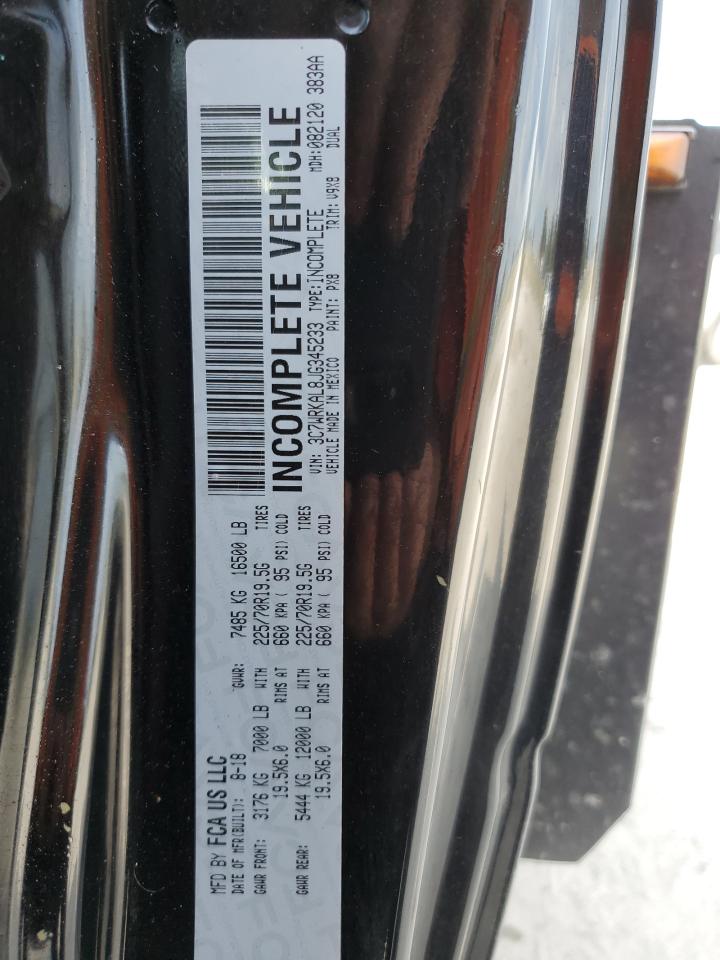 MFD BY FCA US LLC
DATE OF MFR(BUILT): 8-18 GVWR: 7485 KG 16500 LB
GAWR FRONT: 3176 KG 7000 LB WITH 225/70R19.5G TIRES
19.5X6.0 RIMS AT 660 KPA ( 95 PSI) COLD
GAWR REAR: 5444 KG 12000 LB WITH 225/70R19.5G TIRES
19.5X6.0 RIMS AT 660 KPA ( 95 PSI) COLD
INCOMPLETE VEHICLE
VIN: 3C7WRKAL8JG345233 TYPE:INCOMPLETE MDH:082120 383AA
VEHICLE MADE IN MEXICO PAINT: PX8 TRIM: V9X8 DUAL